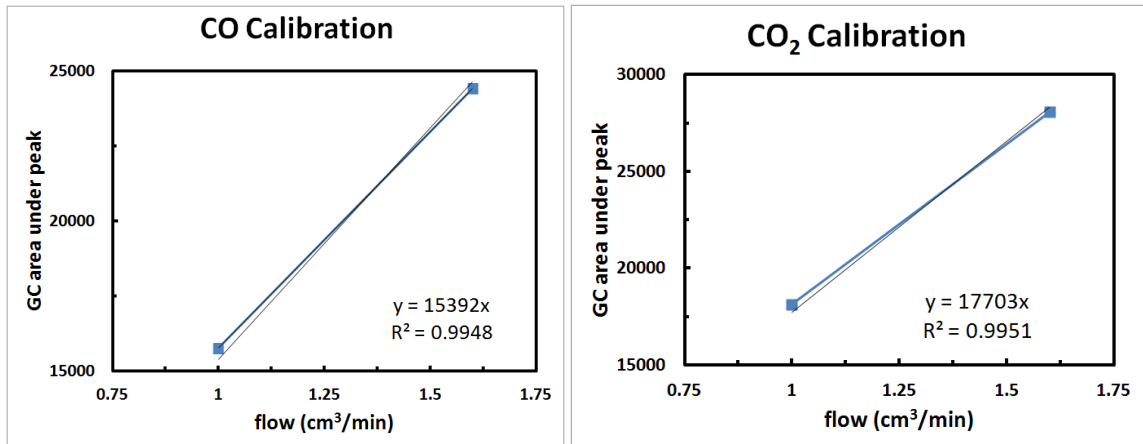 CO Calibration
25000
20000
15000
GC area under peak
y = 15392x
R² = 0.9948
0.75 1 1.25 1.5 1.75
flow (cm³/min)
CO₂ Calibration
30000
25000
20000
15000
GC area under peak
y = 17703x
R² = 0.9951
0.75 1 1.25 1.5 1.75
flow (cm³/min)